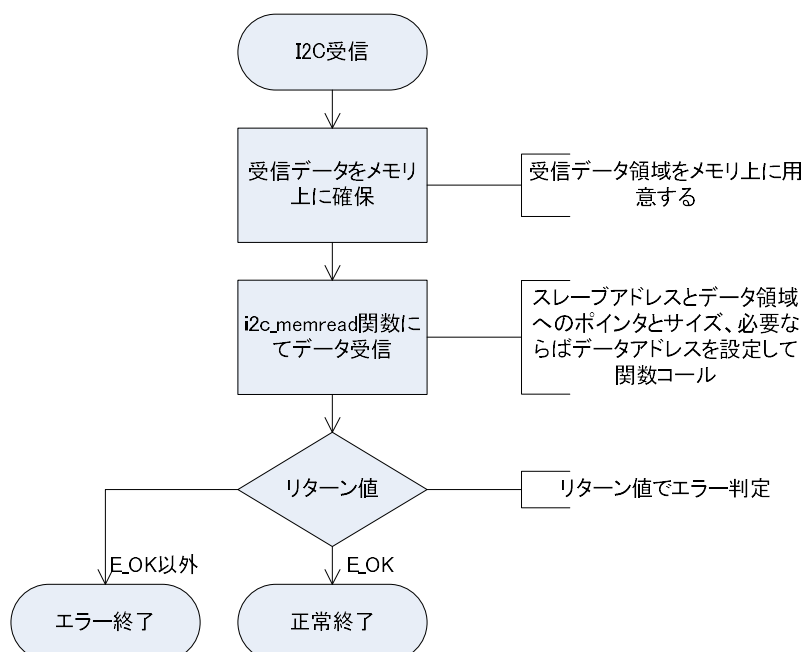 I2C受信
受信データをメモリ
上に確保
受信データ領域をメモリ上に用
意する
i2c_memread関数に
てデータ受信
スレーブアドレスとデータ領域
へのポインタとサイズ、必要な
らばデータアドレスを設定して
関数コール
リターン値
リターン値でエラー判定
E_OK以外
E_OK
エラー終了
正常終了